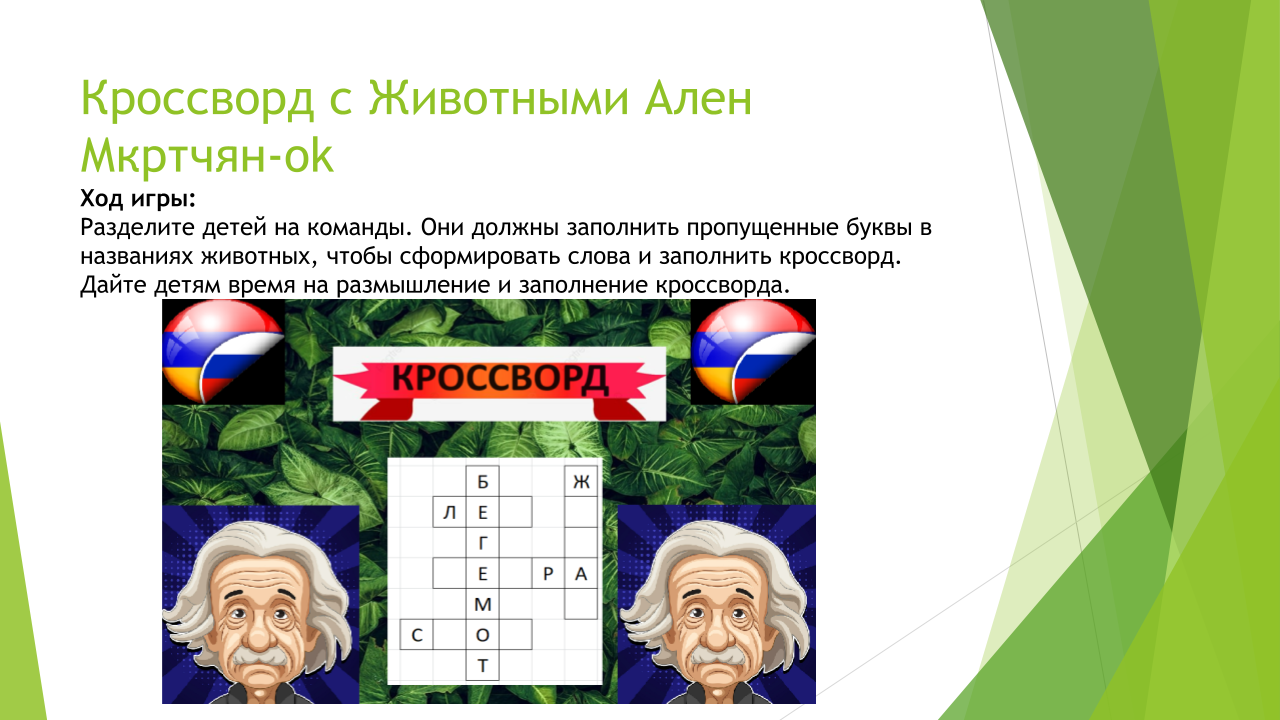 Кроссворд с Животными Ален
Мкртчян-ok
Ход игры:
Разделите детей на команды. Они должны заполнить пропущенные буквы в
названиях животных, чтобы сформировать слова и заполнить кроссворд.
Дайте детям время на размышление и заполнение кроссворда.
КРОССВОРД
Б Ж
Л Е
Г
Е Р А
М
С О
Т